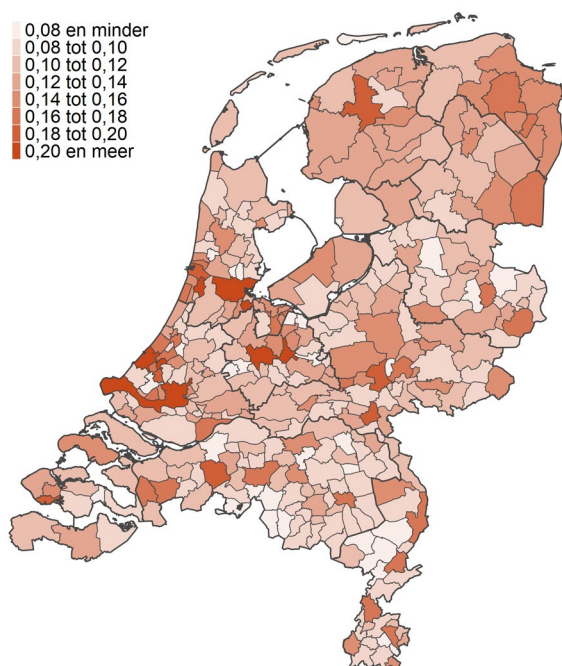 0,08 en minder
0,08 tot 0,10
0,10 tot 0,12
0,12 tot 0,14
0,14 tot 0,16
0,16 tot 0,18
0,18 tot 0,20
0,20 en meer